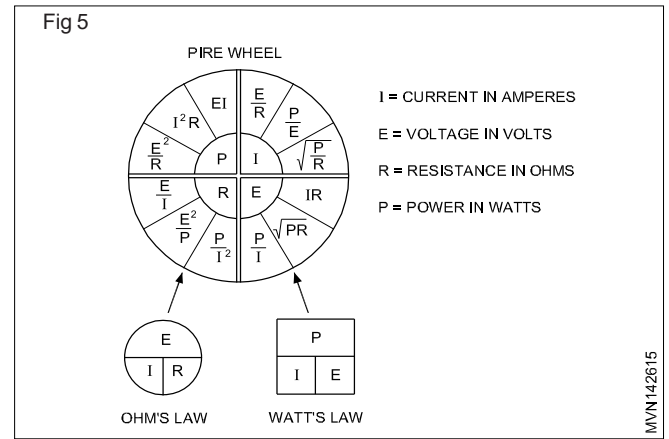 Fig 5
PIRE WHEEL
EI
I²R
E²/R
P
E/R
P/E
√P/R
I
E/I
E²/P
P/I²
R
IR
√PR
P/I
E
I = CURRENT IN AMPERES
E = VOLTAGE IN VOLTS
R = RESISTANCE IN OHMS
P = POWER IN WATTS
E
I R
OHM'S LAW
P
I E
WATT'S LAW
MVN142615